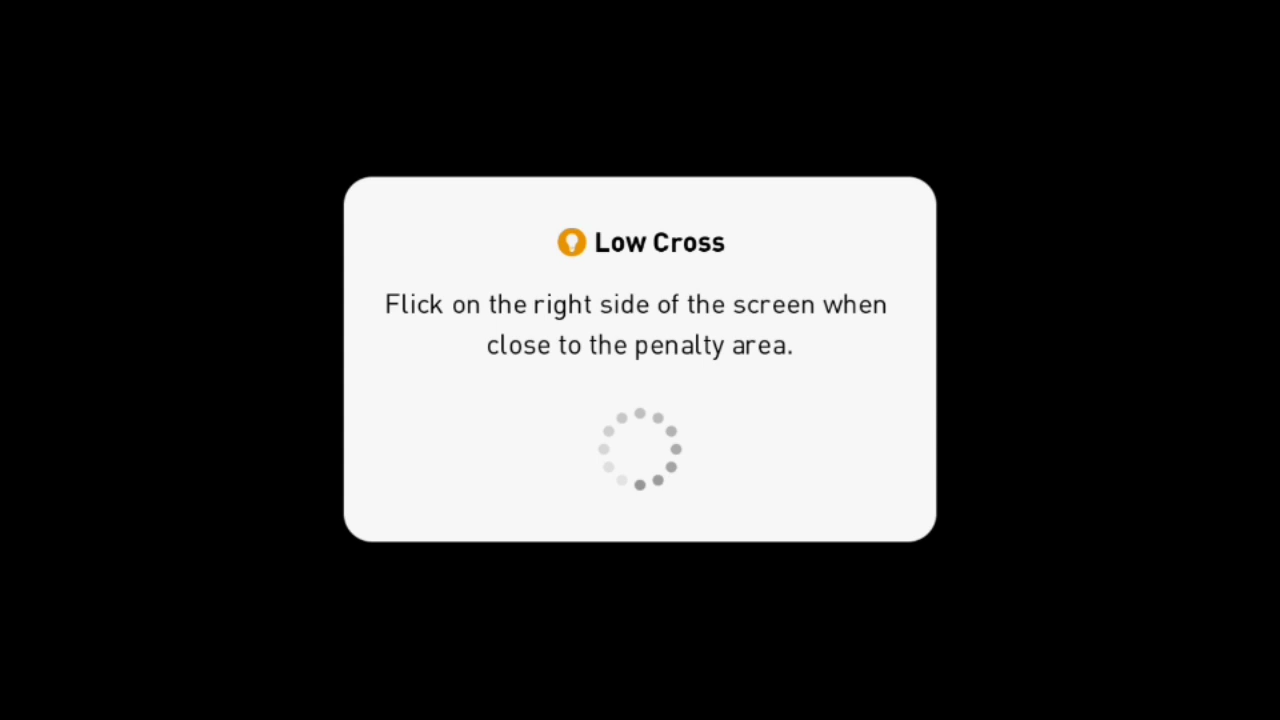 Low Cross
Flick on the right side of the screen when
close to the penalty area.